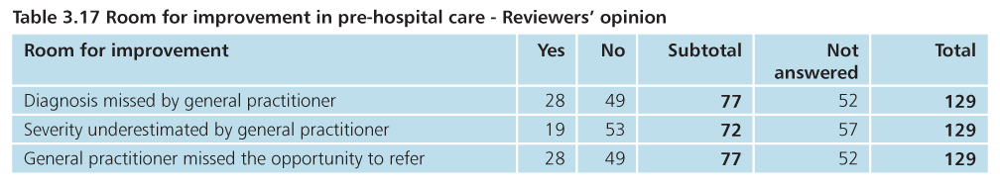 Table 3.17 Room for improvement in pre-hospital care - Reviewers’ opinion
Room for improvement Yes No Subtotal Not answered Total
Diagnosis missed by general practitioner 28 49 77 52 129
Severity underestimated by general practitioner 19 53 72 57 129
General practitioner missed the opportunity to refer 28 49 77 52 129